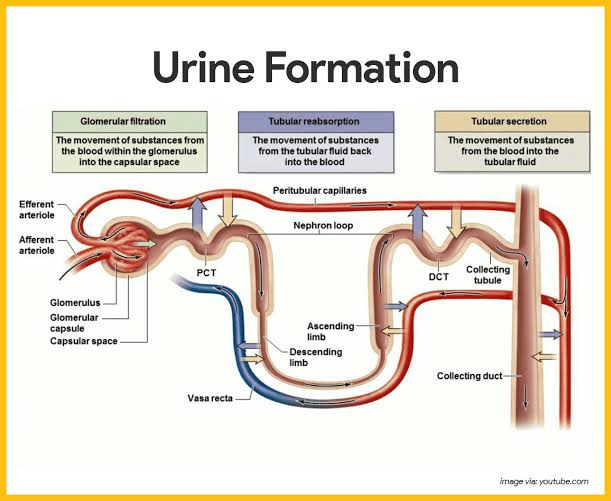 Urine Formation
Glomerular filtration
The movement of substances from
the blood within the glomerulus
into the capsular space
Tubular reabsorption
The movement of substances
from the tubular fluid back
into the blood
Tubular secretion
The movement of substances
from the blood into the
tubular fluid
Efferent
arteriole
Afferent
arteriole
Peritubular capillaries
Nephron loop
PCT
DCT
Collecting
tubule
Glomerulus
Glomerular
capsule
Capsular space
Ascending
limb
Descending
limb
Vasa recta
Collecting duct
image via: youtube.com